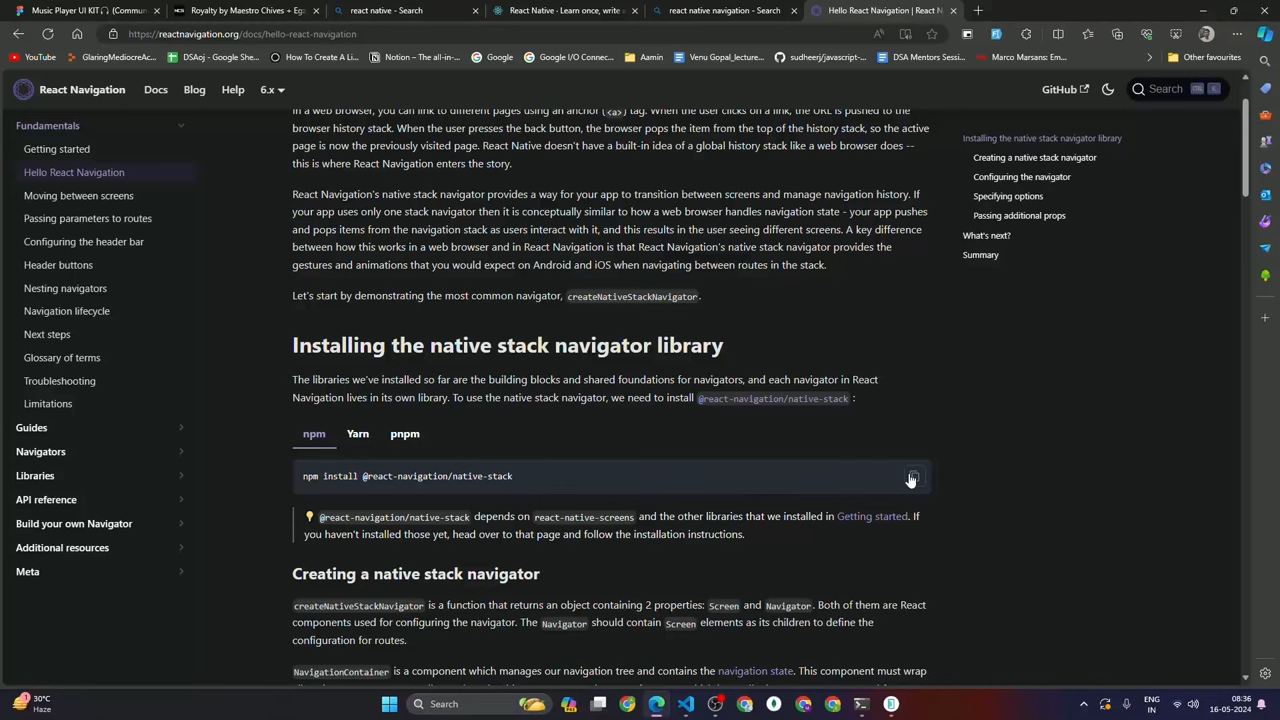 Music Player UI KIT 🎧 (Commun
Royalty by Maestro Chives + Eg
react native - Search
React Native · Learn once, write a
react native navigation - Search
Hello React Navigation | React N
https://reactnavigation.org/docs/hello-react-navigation
YouTube
GlaringMediocreAc...
DSAoj - Google She...
How To Create A Li...
Notion – The all-in-...
Google
Google I/O Connec...
Aamin
Venu Gopal_lecture...
sudheerj/javascript-...
DSA Mentors Sessi...
Marco Marsans: Em...
Other favourites
React Navigation
Docs
Blog
Help
6.x
GitHub
Search
Fundamentals
Getting started
Hello React Navigation
Moving between screens
Passing parameters to routes
Configuring the header bar
Header buttons
Nesting navigators
Navigation lifecycle
Next steps
Glossary of terms
Troubleshooting
Limitations
Guides
Navigators
Libraries
API reference
Build your own Navigator
Additional resources
Meta
In a web browser, you can link to different pages using an anchor (<a>) tag. When the user clicks on a link, the URL is pushed to the
browser history stack. When the user presses the back button, the browser pops the item from the top of the history stack, so the active
page is now the previously visited page. React Native doesn't have a built-in idea of a global history stack like a web browser does --
this is where React Navigation enters the story.
React Navigation's native stack navigator provides a way for your app to transition between screens and manage navigation history. If
your app uses only one stack navigator then it is conceptually similar to how a web browser handles navigation state - your app pushes
and pops items from the navigation stack as users interact with it, and this results in the user seeing different screens. A key difference
between how this works in a web browser and in React Navigation is that React Navigation's native stack navigator provides the
gestures and animations that you would expect on Android and iOS when navigating between routes in the stack.
Let's start by demonstrating the most common navigator, createNativeStackNavigator.
Installing the native stack navigator library
The libraries we've installed so far are the building blocks and shared foundations for navigators, and each navigator in React
Navigation lives in its own library. To use the native stack navigator, we need to install @react-navigation/native-stack :
npm
Yarn
pnpm
npm install @react-navigation/native-stack
💡 @react-navigation/native-stack depends on react-native-screens and the other libraries that we installed in Getting started. If
you haven't installed those yet, head over to that page and follow the installation instructions.
Creating a native stack navigator
createNativeStackNavigator is a function that returns an object containing 2 properties: Screen and Navigator. Both of them are React
components used for configuring the navigator. The Navigator should contain Screen elements as its children to define the
configuration for routes.
NavigationContainer is a component which manages our navigation tree and contains the navigation state. This component must wrap
Installing the native stack navigator library
Creating a native stack navigator
Configuring the navigator
Specifying options
Passing additional props
What's next?
Summary
30°C
Haze
Search
ENG
IN
08:36
16-05-2024